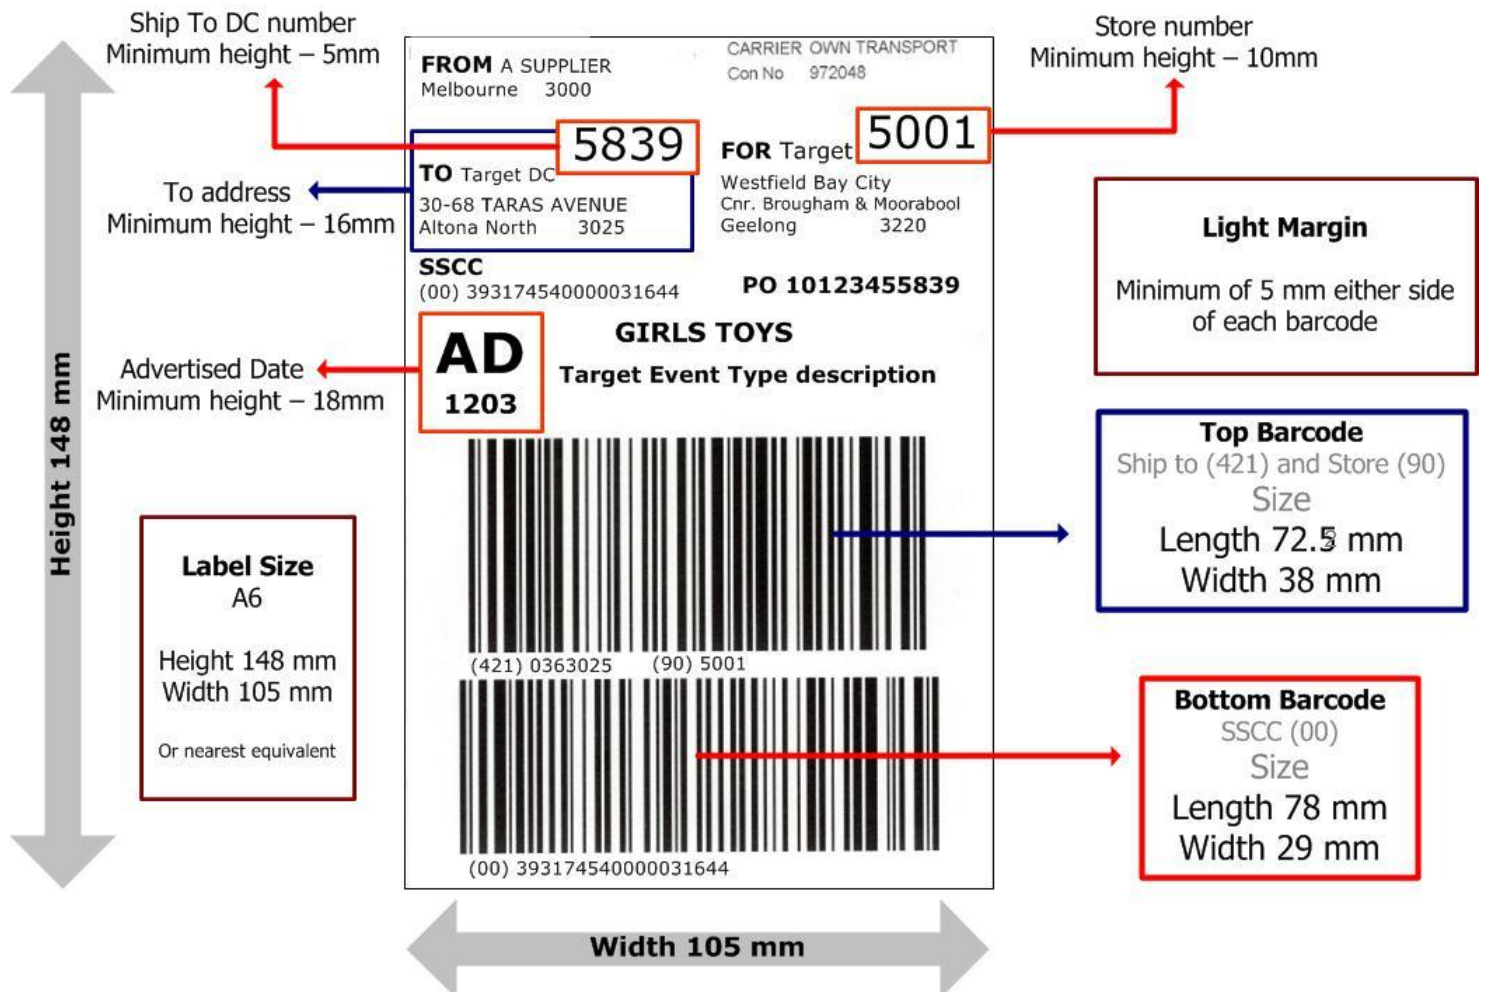 Ship To DC number
Minimum height – 5mm
Store number
Minimum height – 10mm
FROM A SUPPLIER
Melbourne 3000
CARRIER OWN TRANSPORT
Con No 972048
5839
TO Target DC
30-68 TARAS AVENUE
Altona North 3025
5001
FOR Target
Westfield Bay City
Cnr. Brougham & Moorabool
Geelong 3220
To address
Minimum height – 16mm
SSCC
(00) 393174540000031644
PO 10123455839
Light Margin
Minimum of 5 mm either side
of each barcode
GIRLS TOYS
Target Event Type description
AD
1203
Advertised Date
Minimum height – 18mm
Height 148 mm
Top Barcode
Ship to (421) and Store (90)
Size
Length 72. mm
Width 38 mm
Label Size
A6
Height 148 mm
Width 105 mm
Or nearest equivalent
(421) 0363025 (90) 5001
Bottom Barcode
SSCC (00)
Size
Length 78 mm
Width 29 mm
(00) 393174540000031644
Width 105 mm